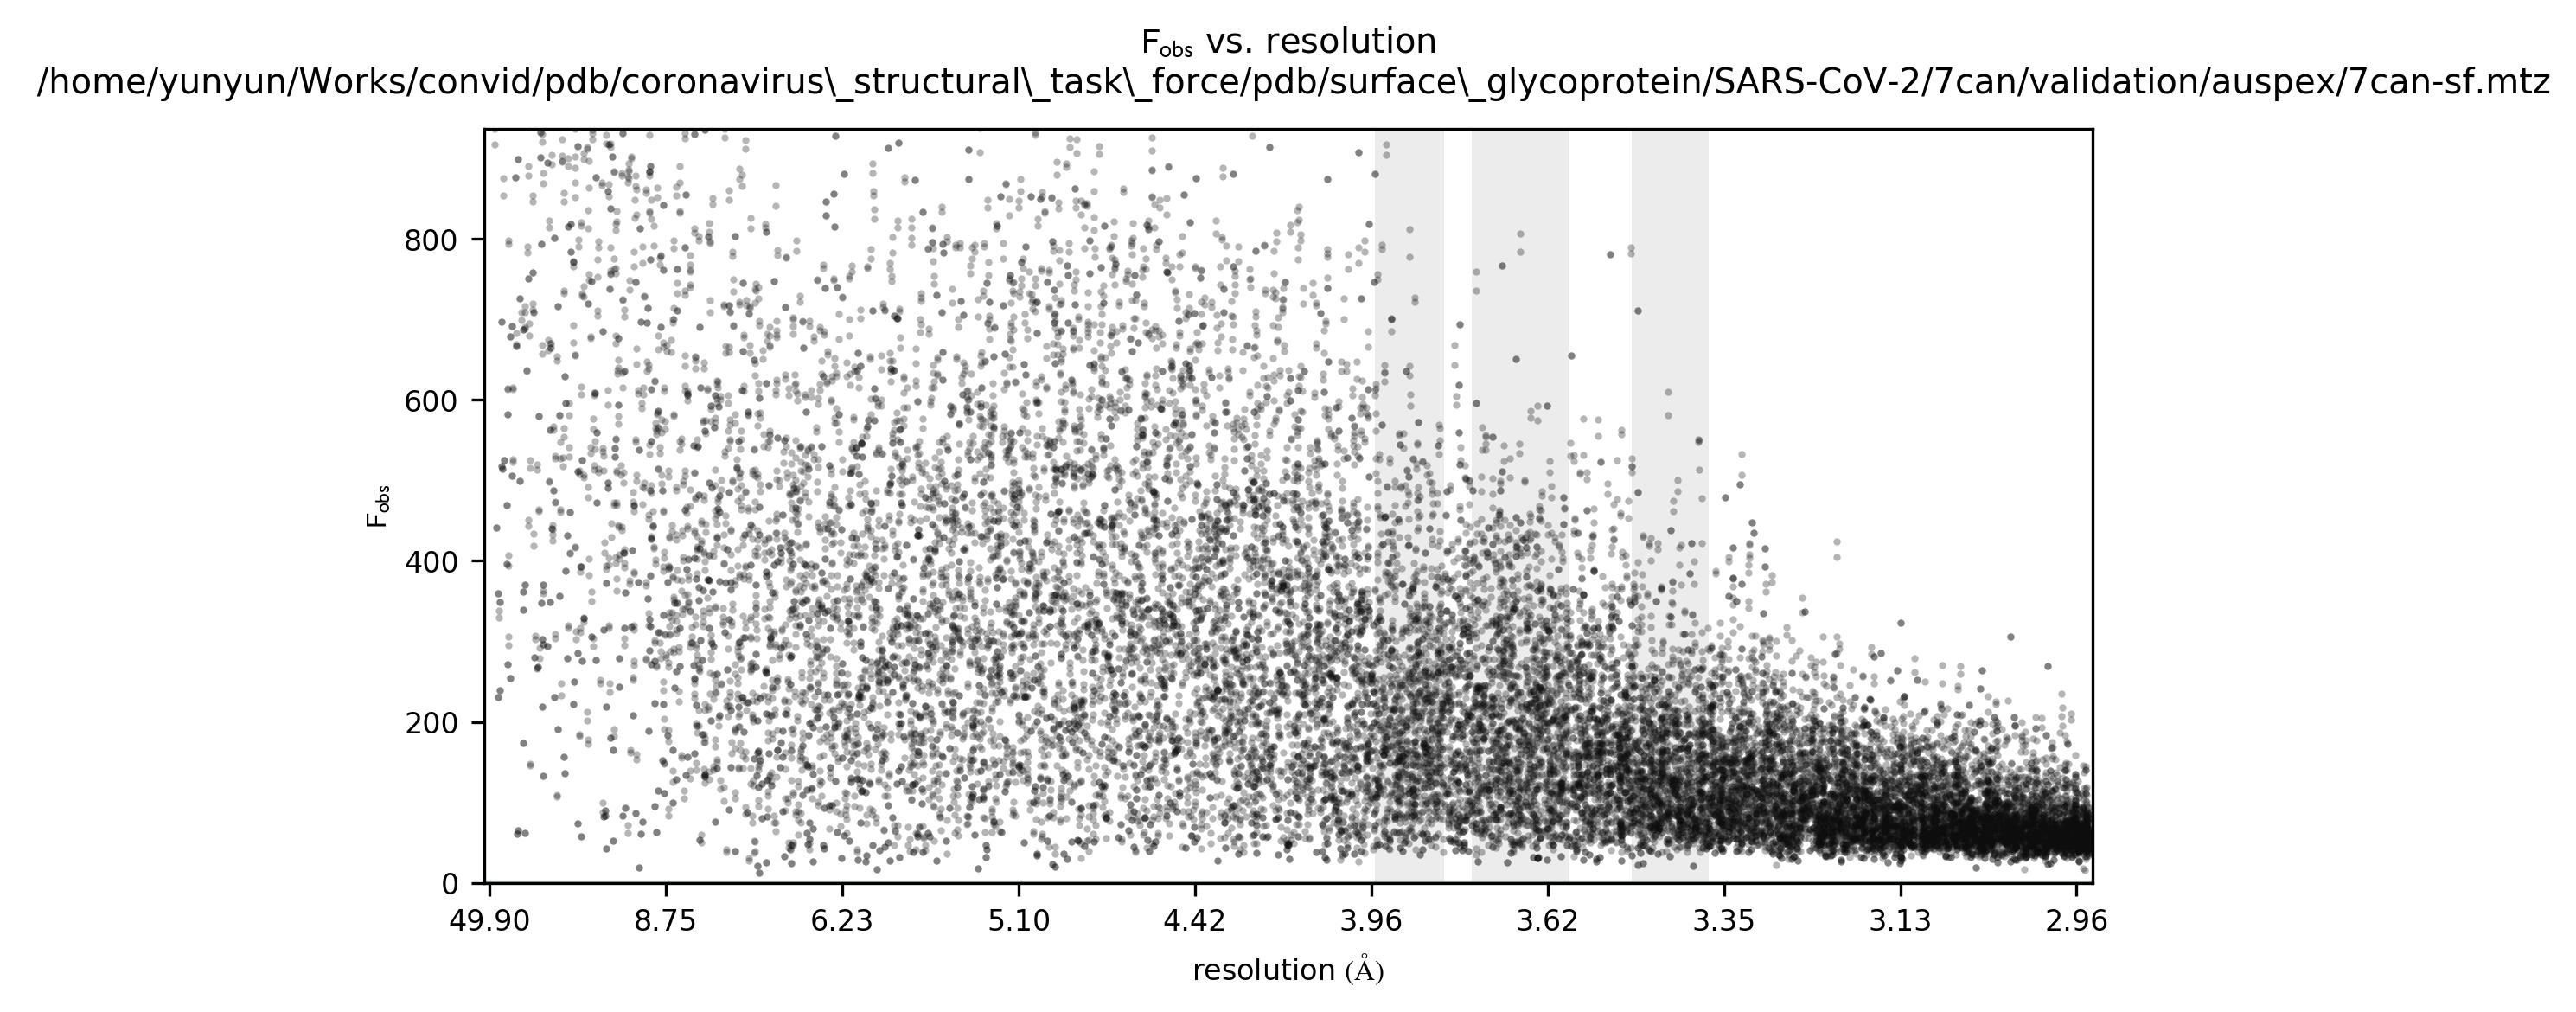 Fobs vs. resolution
/home/yunyun/Works/convid/pdb/coronavirus\_structural\_task\_force/pdb/surface\_glycoprotein/SARS-CoV-2/7can/validation/auspex/7can-sf.mtz
800
600
400
200
0
Fobs
49.90 8.75 6.23 5.10 4.42 3.96 3.62 3.35 3.13 2.96
resolution (Å)